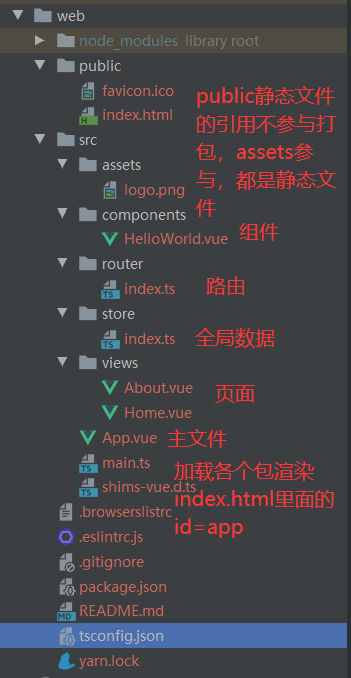 web
node_modules library root
public
favicon.ico
index.html
public静态文件
的引用不参与打
包，assets参
与，都是静态文
件
src
assets
logo.png
components
HelloWorld.vue
组件
router
index.ts
路由
store
index.ts
全局数据
views
About.vue
Home.vue
页面
App.vue
主文件
main.ts
shims-vue.d.ts
加载各个包渲染
index.html里面的
id=app
.browserslistrc
.eslintrc.js
.gitignore
package.json
README.md
tsconfig.json
yarn.lock